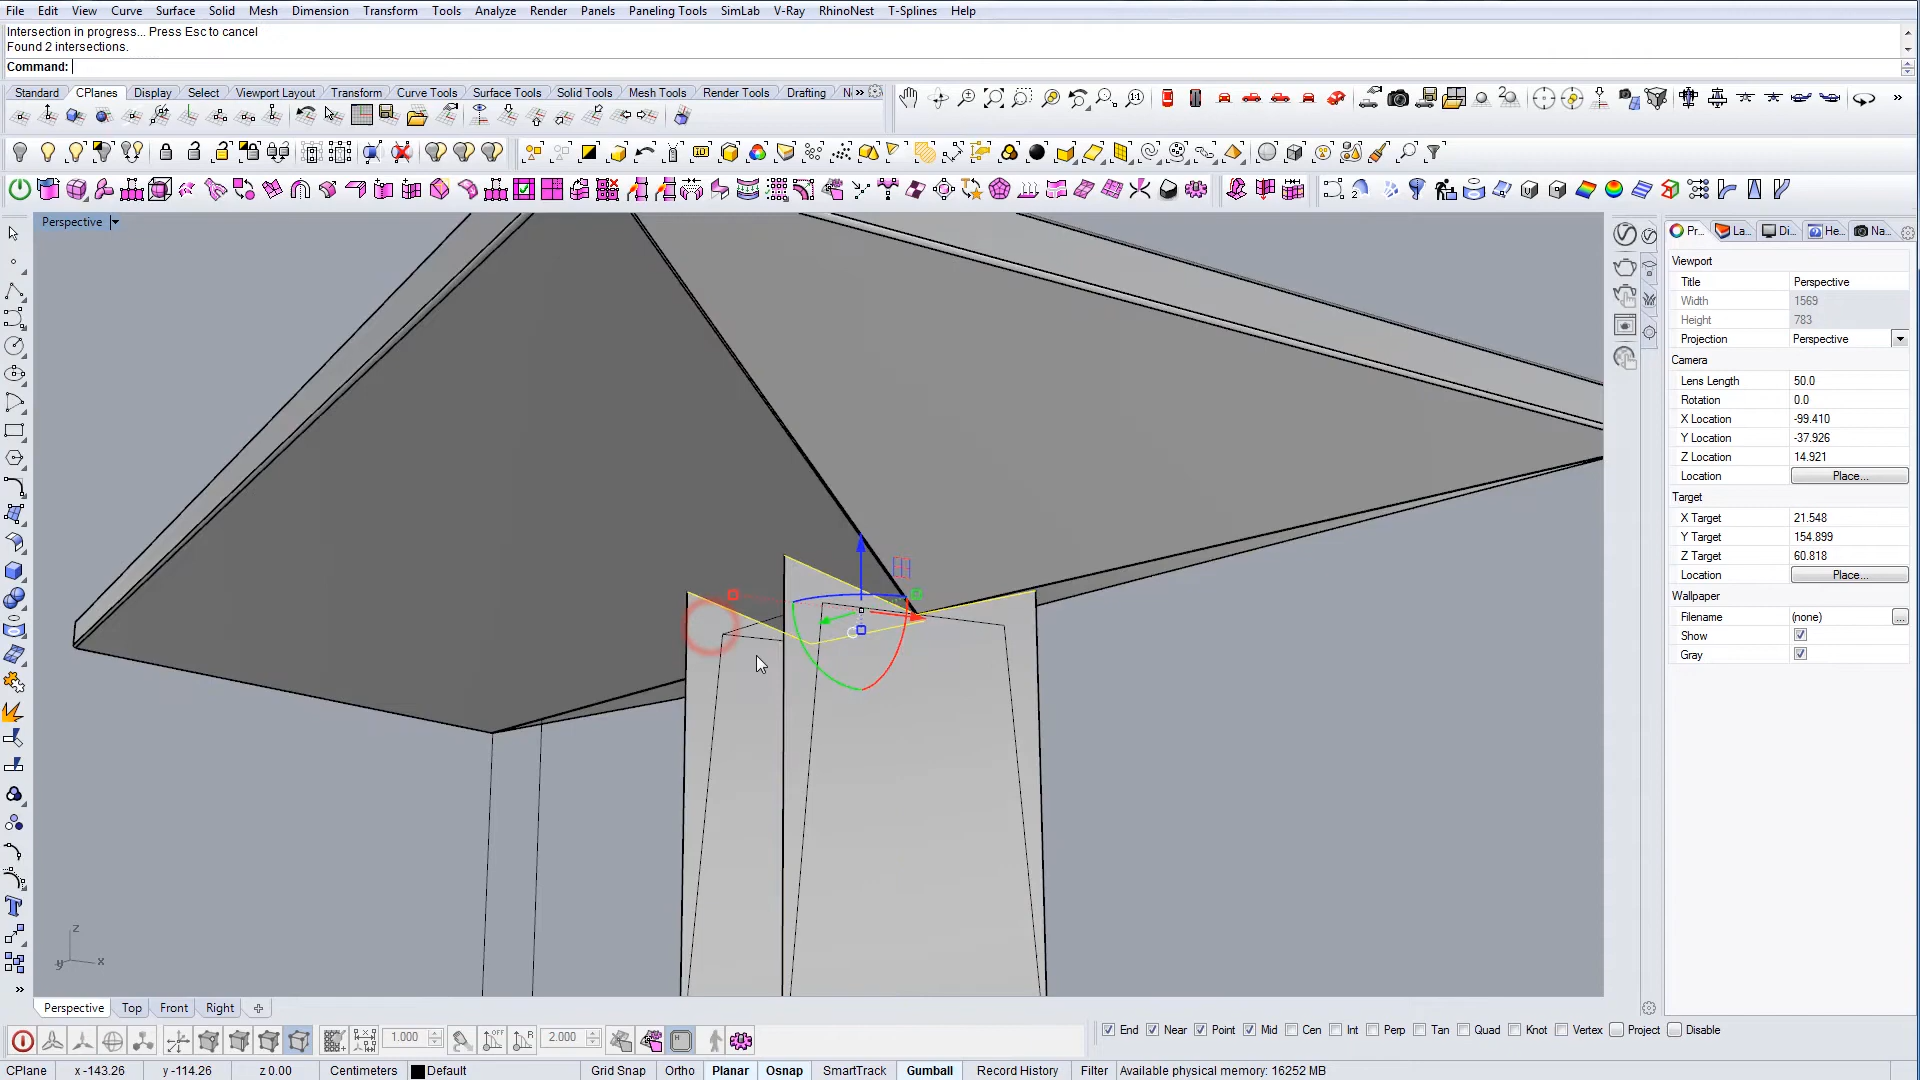 File Edit View Curve Surface Solid Mesh Dimension Transform Tools Analyze Render Panels Paneling Tools SimLab V-Ray RhinoNest T-Splines Help
Intersection in progress... Press Esc to cancel
Found 2 intersections.
Command:
Standard CPlanes Display Select Viewport Layout Transform Curve Tools Surface Tools Solid Tools Mesh Tools Render Tools Drafting
Perspective
Pr... La... Di... He... Na...
Viewport
Title Perspective
Width 1569
Height 783
Projection Perspective
Camera
Lens Length 50.0
Rotation 0.0
X Location -99.410
Y Location -37.926
Z Location 14.921
Location Place...
Target
X Target 21.548
Y Target 154.899
Z Target 60.818
Location Place...
Wallpaper
Filename (none) ...
Show
Gray
z
y x
Perspective Top Front Right
1.000 2.000
End Near Point Mid Cen Int Perp Tan Quad Knot Vertex Project Disable
CPlane x -143.26 y -114.26 z 0.00 Centimeters Default Grid Snap Ortho Planar Osnap SmartTrack Gumball Record History Filter Available physical memory: 16252 MB